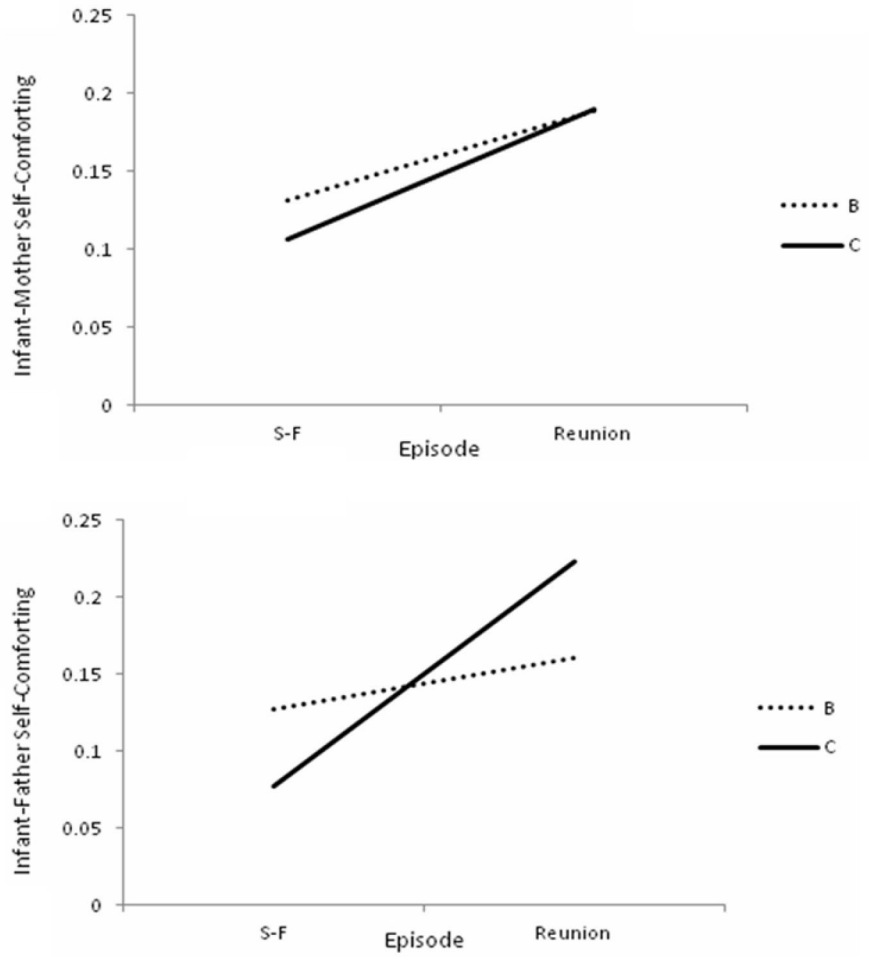 0.25
0.2
0.15
0.1
0.05
0
Infant-Mother Self-Comforting
S-F
Reunion
Episode
B
C
0.25
0.2
0.15
0.1
0.05
0
Infant-Father Self-Comforting
S-F
Reunion
Episode
B
C